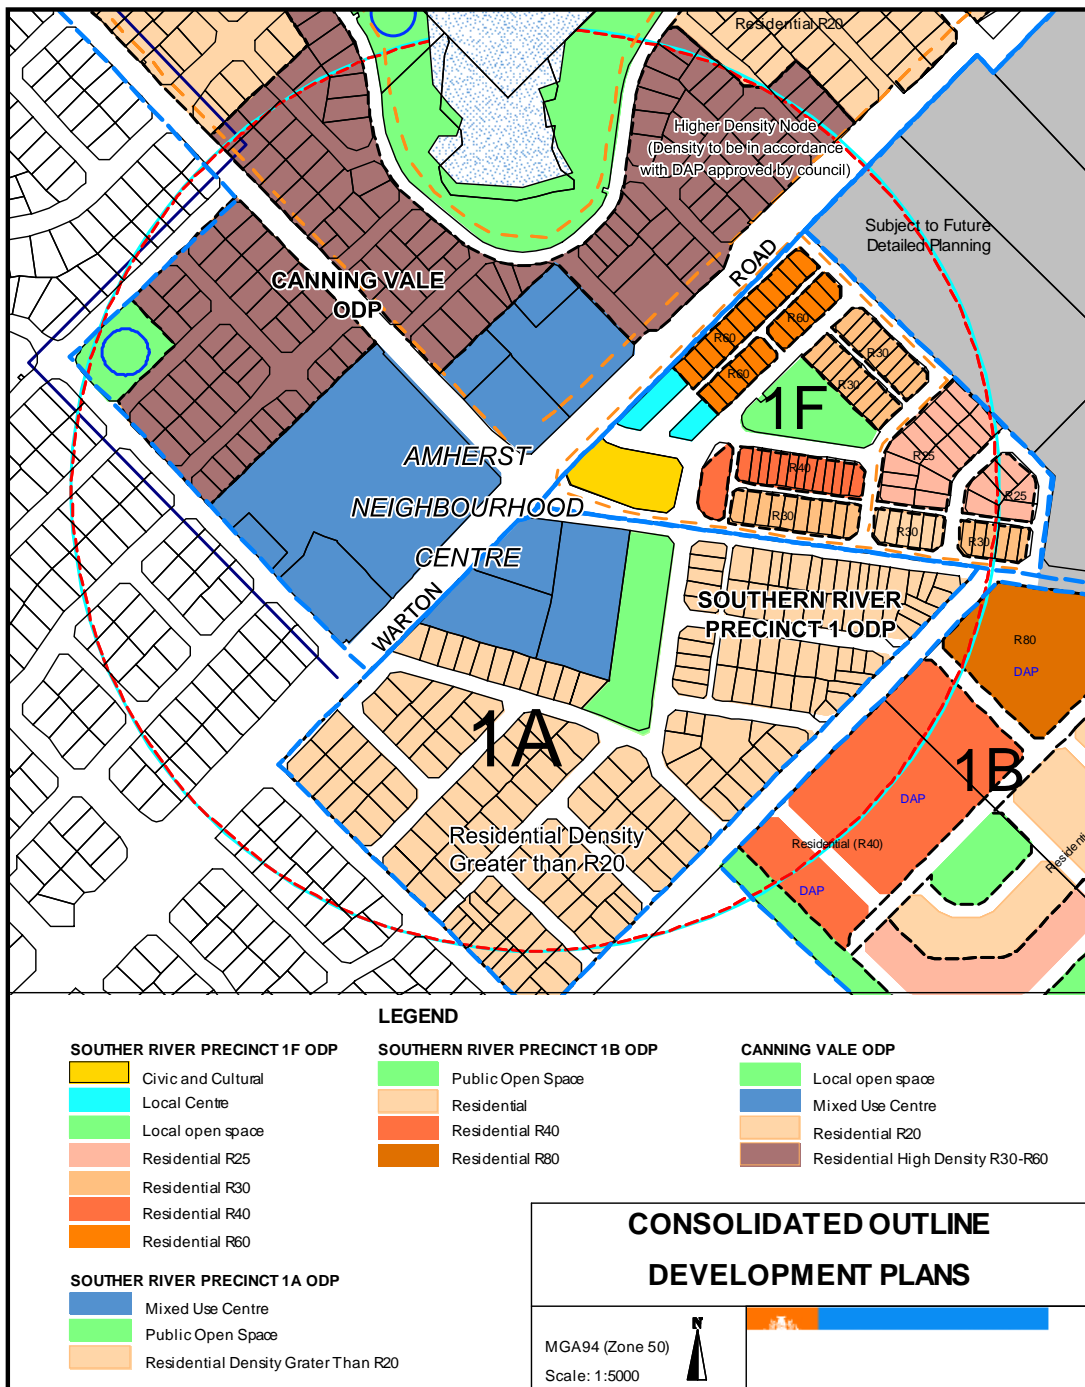 Residential R20
Higher Density Node
(Density to be in accordance
with DAP approved by council)
Subject to Future
Detailed Planning
ROAD
CANNING VALE
ODP
R60
R80
R60
R30
R30
1F
AMHERST
R25
R40
R25
NEIGHBOURHOOD
R30
R30
R30
CENTRE
WARTON
SOUTHERN RIVER
PRECINCT 1 ODP
R80
DAP
1A
1B
DAP
Residential Density
Greater than R20
Residential (R40)
DAP
LEGEND
SOUTHER RIVER PRECINCT 1F ODP
Civic and Cultural
Local Centre
Local open space
Residential R25
Residential R30
Residential R40
Residential R60
SOUTHER RIVER PRECINCT 1A ODP
Mixed Use Centre
Public Open Space
Residential Density Grater Than R20
SOUTHERN RIVER PRECINCT 1B ODP
Public Open Space
Residential
Residential R40
Residential R80
CANNING VALE ODP
Local open space
Mixed Use Centre
Residential R20
Residential High Density R30-R60
CONSOLIDATED OUTLINE
DEVELOPMENT PLANS
N
MGA94 (Zone 50)
Scale: 1:5000